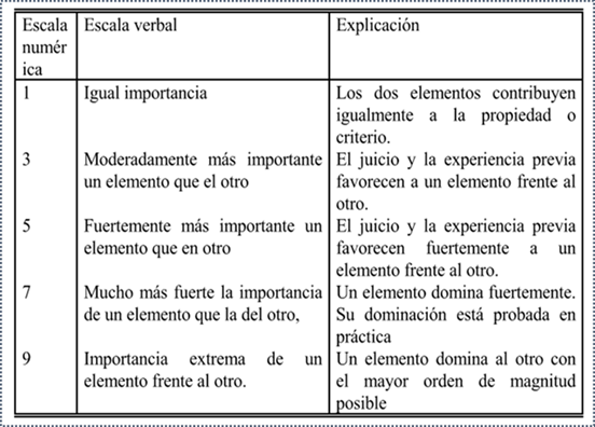 Escala Escala verbal Explicación
numér
ica
1 Igual importancia Los dos elementos contribuyen
igualmente a la propiedad o
criterio.
3 Moderadamente más importante El juicio y la experiencia previa
un elemento que el otro favorecen a un elemento frente al
otro.
5 Fuertemente más importante un El juicio y la experiencia previa
elemento que en otro favorecen fuertemente a un
elemento frente al otro.
7 Mucho más fuerte la importancia Un elemento domina fuertemente.
de un elemento que la del otro, Su dominación está probada en
práctica
9 Importancia extrema de un Un elemento domina al otro con
elemento frente al otro. el mayor orden de magnitud
posible